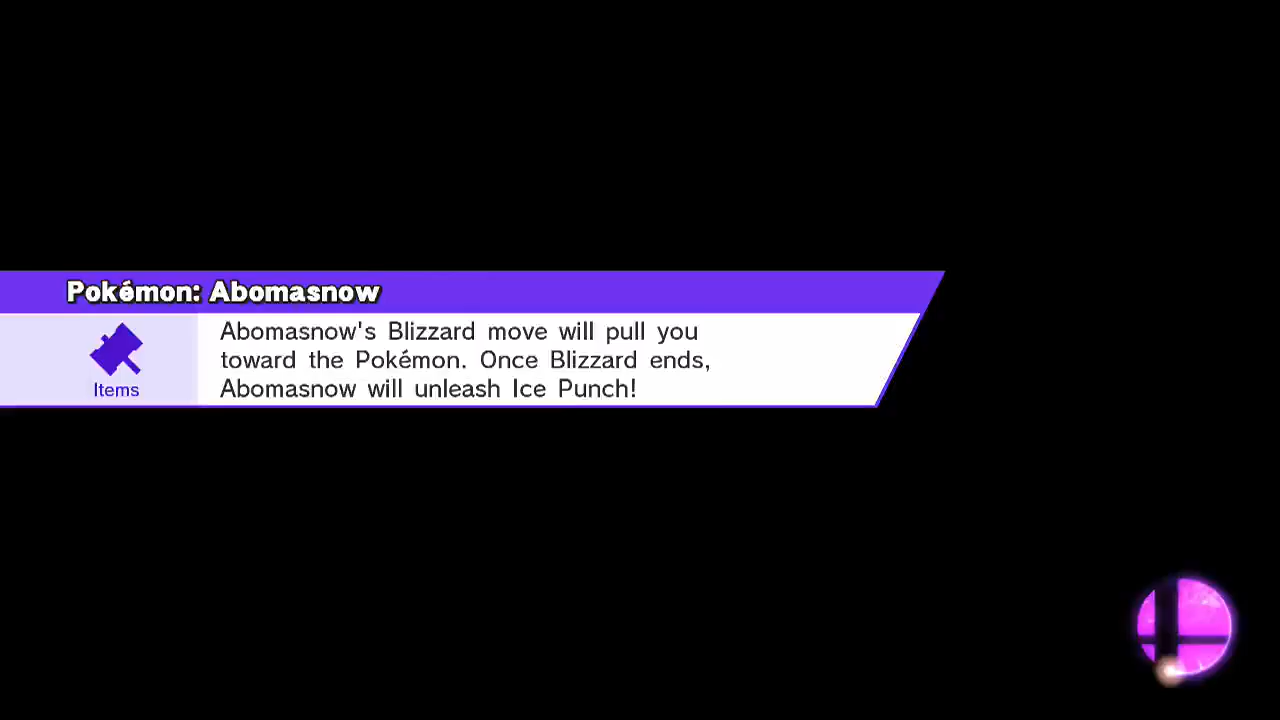 Pokémon: Abomasnow
Abomasnow's Blizzard move will pull you
toward the Pokémon. Once Blizzard ends,
Abomasnow will unleash Ice Punch!
Items